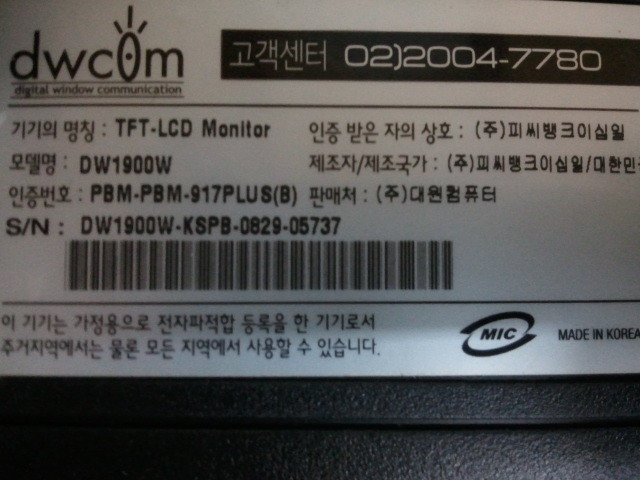 dwcom
digital window communication
고객센터 02)2004-7780
기기의 명칭 : TFT-LCD Monitor 인증 받은 자의 상호 : (주)피씨뱅크이십일
모델명 : DW1900W 제조자/제조국가 : (주)피씨뱅크이십일/대한민국
인증번호 : PBM-PBM-917PLUS(B) 판매처 : (주)대원컴퓨터
S/N : DW1900W-KSPB-0829-05737
이 기기는 가정용으로 전자파적합 등록을 한 기기로서
주거지역에서는 물론 모든 지역에서 사용할 수 있습니다.
MIC MADE IN KOREA